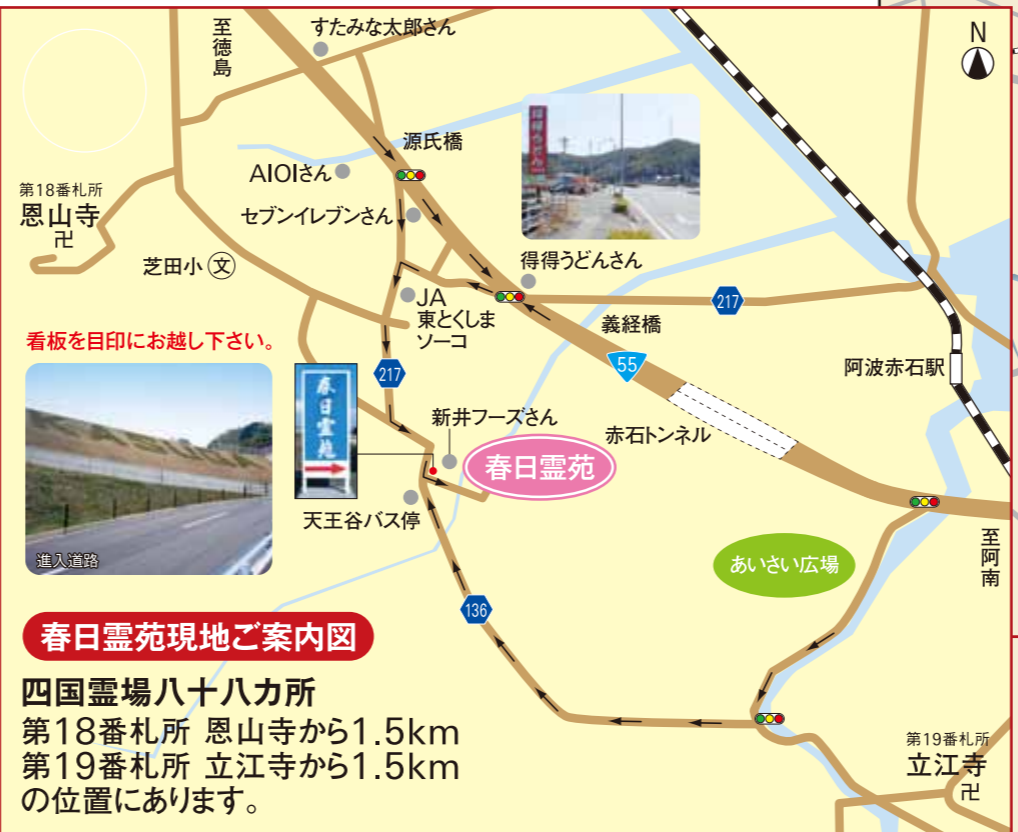 至徳島
すたみな太郎さん
N
源氏橋
AIOIさん
第18番札所
恩山寺
卍
セブンイレブンさん
芝田小 文
得得うどん
得得うどんさん
JA
東とくしま
ソーコ
217
義経橋
看板を目印にお越し下さい。
55
阿波赤石駅
217
春日霊苑
新井フーズさん
赤石トンネル
春日霊苑
天王谷バス停
進入道路
至阿南
あいさい広場
136
春日霊苑現地ご案内図
四国霊場八十八カ所
第18番札所 恩山寺から1.5km
第19番札所 立江寺から1.5km
の位置にあります。
第19番札所
立江寺
卍